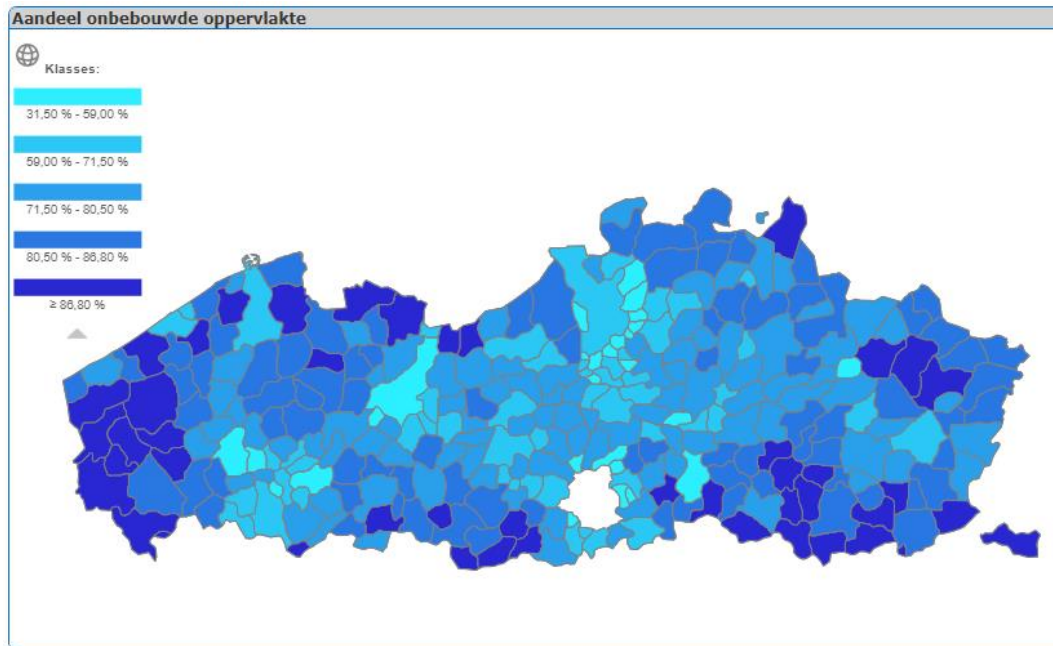 Aandeel onbebouwde oppervlakte
Klasses:
31,50 % - 59,00 %
59,00 % - 71,50 %
71,50 % - 80,50 %
80,50 % - 86,80 %
≥ 86,80 %